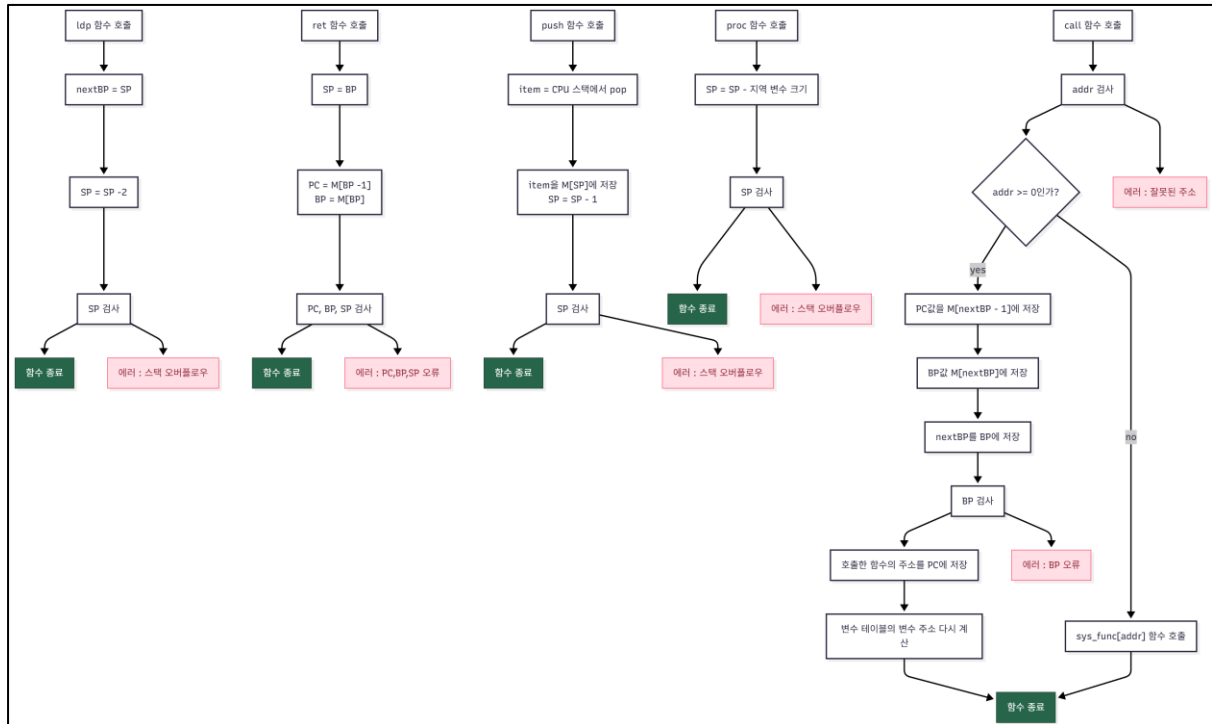 ldp 함수 호출
nextBP = SP
SP = SP -2
SP 검사
함수 종료
에러 : 스택 오버플로우
ret 함수 호출
SP = BP
PC = M[BP -1]
BP = M[BP]
PC, BP, SP 검사
함수 종료
에러 : PC,BP,SP 오류
push 함수 호출
item = CPU 스택에서 pop
item을 M[SP]에 저장
SP = SP - 1
SP 검사
함수 종료
에러 : 스택 오버플로우
proc 함수 호출
SP = SP - 지역 변수 크기
SP 검사
함수 종료
에러 : 스택 오버플로우
call 함수 호출
addr 검사
addr >= 0인가?
에러 : 잘못된 주소
yes
PC값을 M[nextBP - 1]에 저장
BP값 M[nextBP]에 저장
nextBP를 BP에 저장
no
BP 검사
호출한 함수의 주소를 PC에 저장
에러 : BP 오류
변수 테이블의 변수 주소 다시 계
산
sys_func[addr] 함수 호출
함수 종료